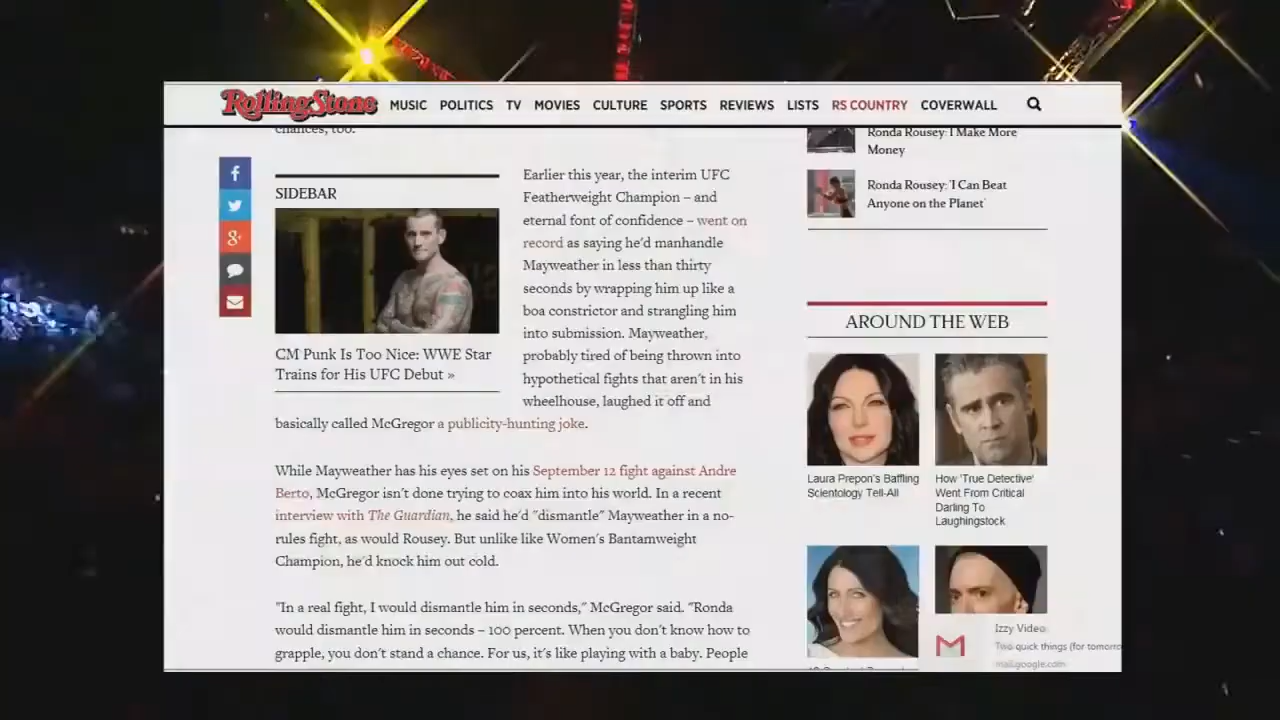 RollingStone MUSIC POLITICS TV MOVIES CULTURE SPORTS REVIEWS LISTS RS COUNTRY COVERWALL
chances, too.
SIDEBAR
CM Punk Is Too Nice: WWE Star
Trains for His UFC Debut »
Earlier this year, the interim UFC
Featherweight Champion – and
eternal font of confidence – went on
record as saying he'd manhandle
Mayweather in less than thirty
seconds by wrapping him up like a
boa constrictor and strangling him
into submission. Mayweather,
probably tired of being thrown into
hypothetical fights that aren't in his
wheelhouse, laughed it off and
basically called McGregor a publicity-hunting joke.
While Mayweather has his eyes set on his September 12 fight against Andre
Berto, McGregor isn't done trying to coax him into his world. In a recent
interview with The Guardian, he said he'd "dismantle" Mayweather in a no-
rules fight, as would Rousey. But unlike like Women's Bantamweight
Champion, he'd knock him out cold.
"In a real fight, I would dismantle him in seconds," McGregor said. "Ronda
would dismantle him in seconds – 100 percent. When you don't know how to
grapple, you don't stand a chance. For us, it's like playing with a baby. People
Ronda Rousey: I Make More
Money
Ronda Rousey: 'I Can Beat
Anyone on the Planet'
AROUND THE WEB
Laura Prepon's Baffling
Scientology Tell-All
How 'True Detective'
Went From Critical
Darling To
Laughingstock
Izzy Video
Two quick things (for tomorro
mail.google.com